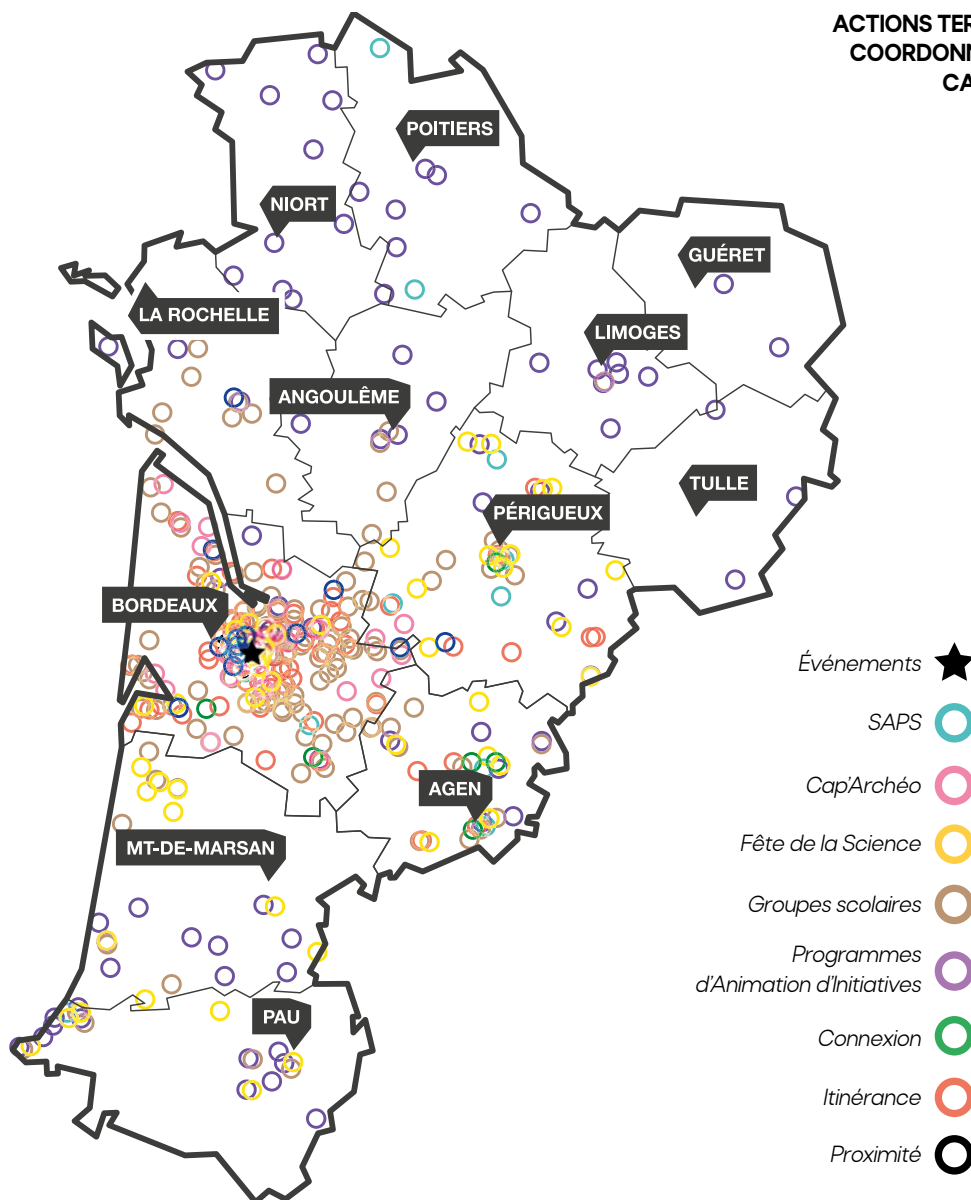 ACTIONS TER
COORDONN
CA
POITIERS
NIORT
GUÉRET
LA ROCHELLE
LIMOGES
ANGOULÊME
TULLE
PÉRIGUEUX
BORDEAUX
Événements
SAPS
Cap'Archéo
AGEN
Fête de la Science
MT-DE-MARSAN
Groupes scolaires
Programmes
d'Animation d'Initiatives
PAU
Connexion
Itinérance
Proximité